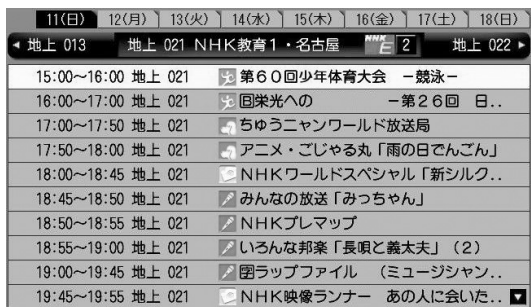 11(日) 12(月) 13(火) 14(水) 15(木) 16(金) 17(土) 18(日)
地上 013 地上 021 NHK教育1・名古屋 NHK E 2 地上 022
15:00～16:00 地上 021 第60回少年体育大会 －競泳－
16:00～17:00 地上 021 🄱栄光への －第26回 日..
17:00～17:50 地上 021 ちゅうニャンワールド放送局
17:50～18:00 地上 021 アニメ・ごじゃる丸「雨の日でんごん」
18:00～18:45 地上 021 NHKワールドスペシャル「新シルク..
18:45～18:50 地上 021 みんなの放送「みっちゃん」
18:50～18:55 地上 021 NHKプレマップ
18:55～19:00 地上 021 いろんな邦楽「長唄と義太夫」（2）
19:00～19:45 地上 021 字ラップファイル （ミュージシャン..
19:45～19:55 地上 021 NHK映像ランナー あの人に会いた..